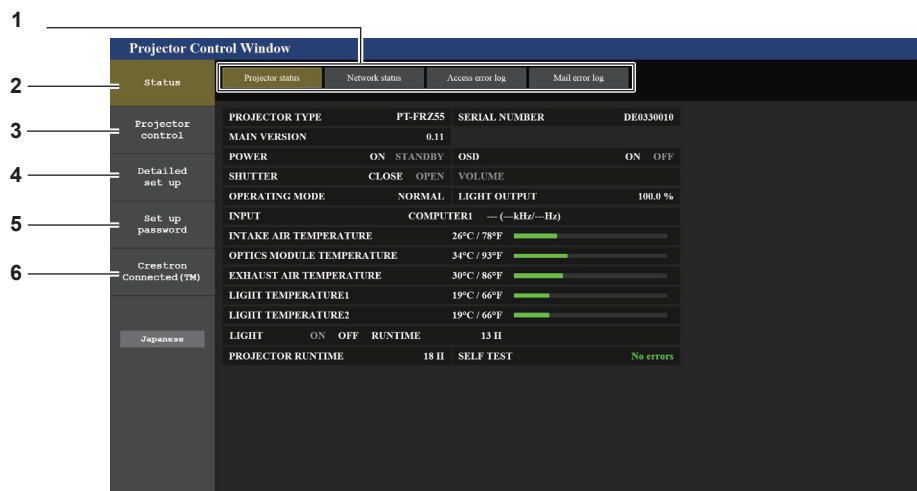 1
Projector Control Window
2
Status
Projector status Network status Access error log Mail error log
3
Projector
control
4
Detailed
set up
5
Set up
password
6
Crestron
Connected(TM)
Japanese
PROJECTOR TYPE PT-FRZ55 SERIAL NUMBER DE0330010
MAIN VERSION 0.11
POWER ON STANDBY OSD ON OFF
SHUTTER CLOSE OPEN VOLUME
OPERATING MODE NORMAL LIGHT OUTPUT 100.0 %
INPUT COMPUTER1 --- (---kHz/---Hz)
INTAKE AIR TEMPERATURE 26°C / 78°F
OPTICS MODULE TEMPERATURE 34°C / 93°F
EXHAUST AIR TEMPERATURE 30°C / 86°F
LIGHT TEMPERATURE1 19°C / 66°F
LIGHT TEMPERATURE2 19°C / 66°F
LIGHT ON OFF RUNTIME 13 H
PROJECTOR RUNTIME 18 H SELF TEST No errors